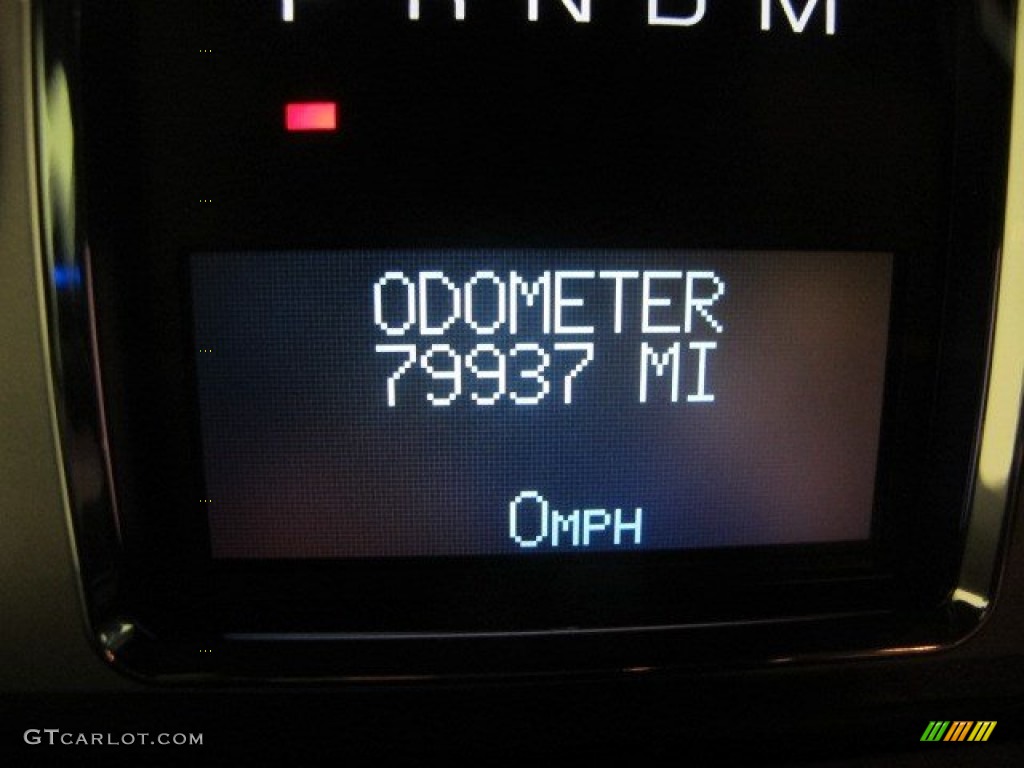 P R N D M
ODOMETER
79937 MI
0MPH
GTCARLOT.COM